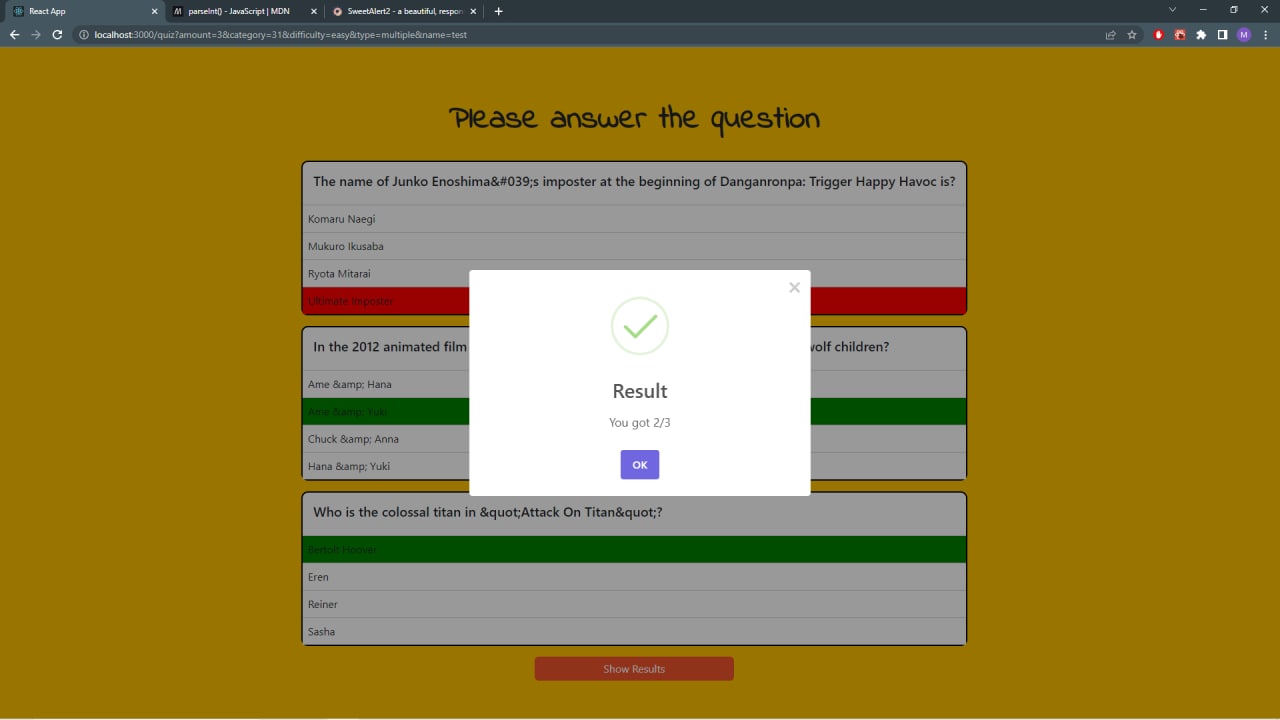 React App
parseInt() - JavaScript | MDN
SweetAlert2 - a beautiful, respon
localhost:3000/quiz?amount=3&category=31&difficulty=easy&type=multiple&name=test
M
Please answer the question
The name of Junko Enoshima&#039;s imposter at the beginning of Danganronpa: Trigger Happy Havoc is?
Komaru Naegi
Mukuro Ikusaba
Ryota Mitarai
Ultimate Imposter
In the 2012 animated film
wolf children?
Ame &amp; Hana
Ame &amp; Yuki
Chuck &amp; Anna
Hana &amp; Yuki
Result
You got 2/3
OK
Who is the colossal titan in &quot;Attack On Titan&quot;?
Bertolt Hoover
Eren
Reiner
Sasha
Show Results